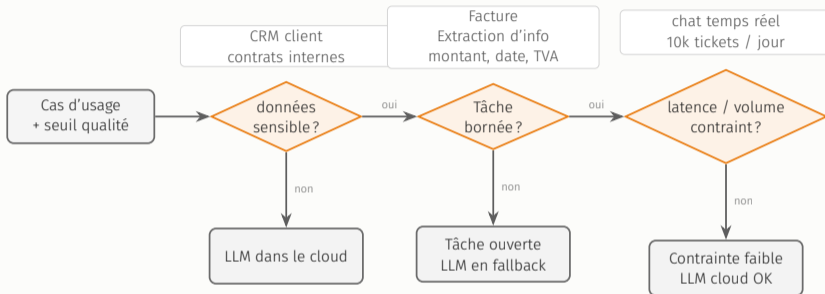 CRM client
contrats internes
Facture
Extraction d'info
montant, date, TVA
chat temps réel
10k tickets / jour
Cas d'usage
+ seuil qualité
données
sensible ?
oui
Tâche
bornée ?
oui
latence / volume
contraint ?
non
non
non
LLM dans le cloud
Tâche ouverte
LLM en fallback
Contrainte faible
LLM cloud OK